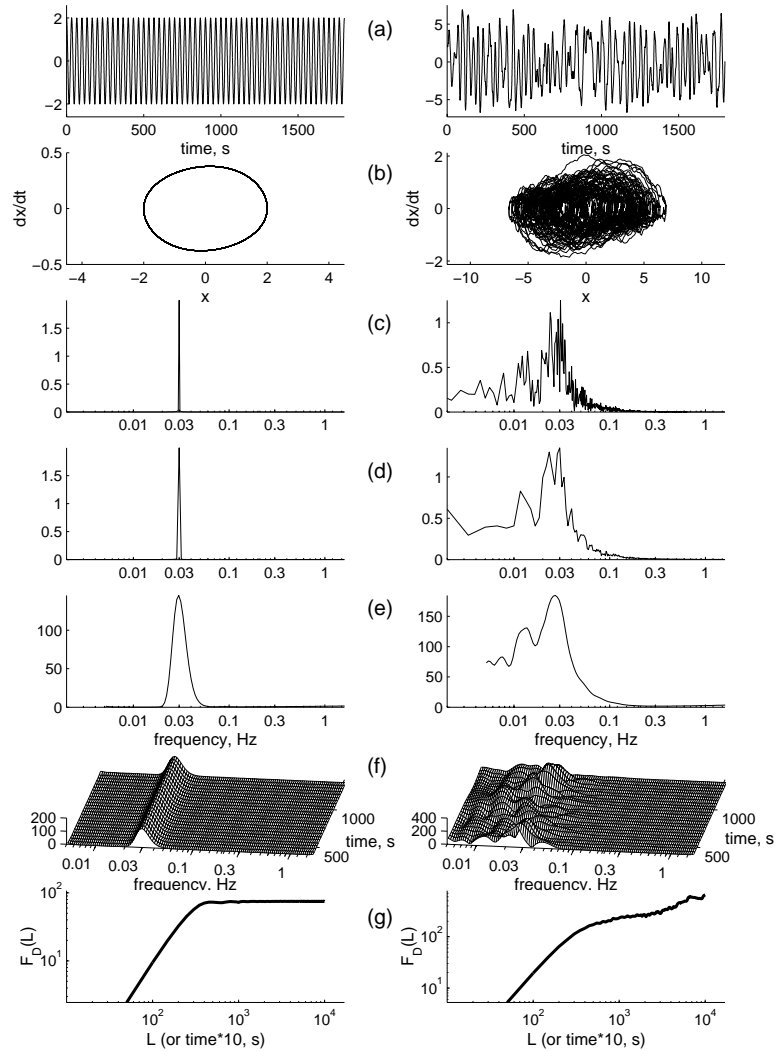 2
0
−2
0 500 1000 1500
time, s
(a)
5
0
−5
0 500 1000 1500
time, s
0.5
0
−0.5
dx/dt
−4 −2 0 2 4
x
(b)
2
0
−2
dx/dt
−10 −5 0 5 10
x
1.5
1
0.5
0
0.01 0.03 0.1 0.3 1
(c)
1
0.5
0
0.01 0.03 0.1 0.3 1
1.5
1
0.5
0
0.01 0.03 0.1 0.3 1
(d)
1
0.5
0
0.01 0.03 0.1 0.3 1
100
50
0
0.01 0.03 0.1 0.3 1
frequency, Hz
(e)
150
100
50
0
0.01 0.03 0.1 0.3 1
frequency, Hz
200
100
0
0.01 0.03 0.1 0.3 1
frequency, Hz
500
1000
time, s
(f)
400
200
0
0.01 0.03 0.1 0.3 1
frequency, Hz
500
1000
time, s
10²
10¹
F_D(L)
10² 10³ 10⁴
L (or time*10, s)
(g)
10²
10¹
F_D(L)
10² 10³ 10⁴
L (or time*10, s)